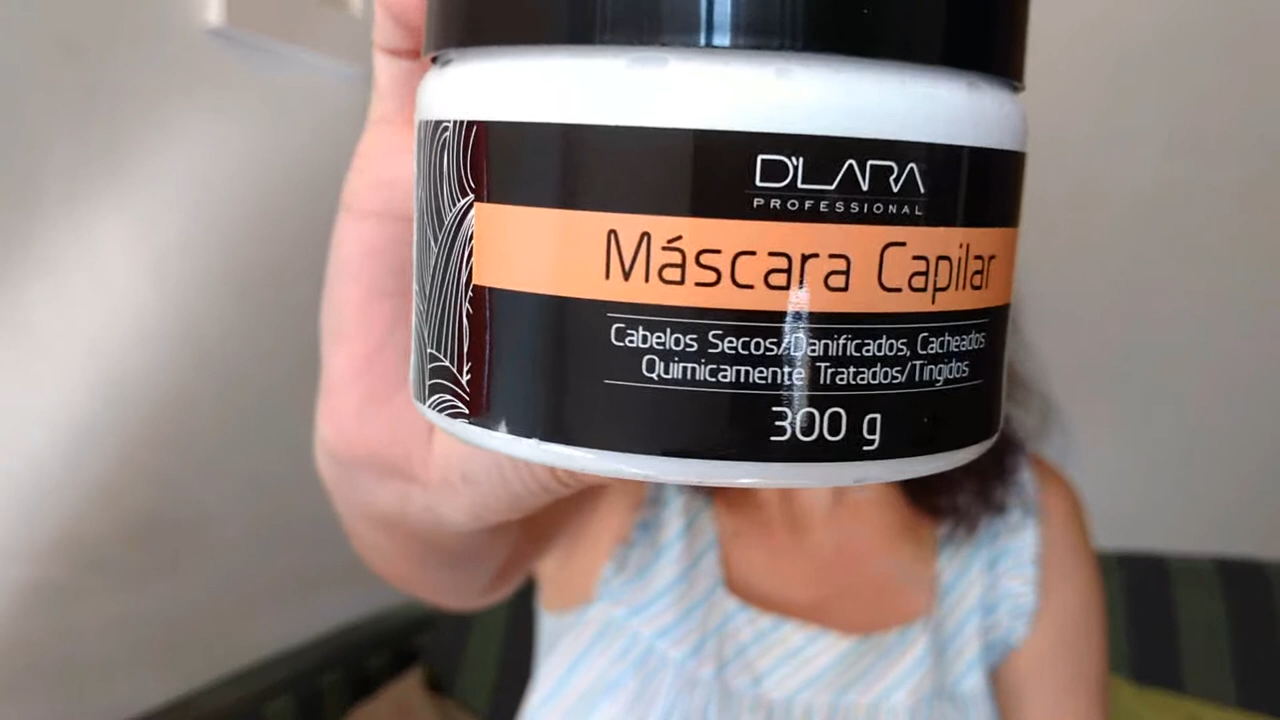 D'LARA
PROFESSIONAL
Máscara Capilar
Cabelos Secos/Danificados, Cacheados
Quimicamente Tratados/Tingidos
300 g